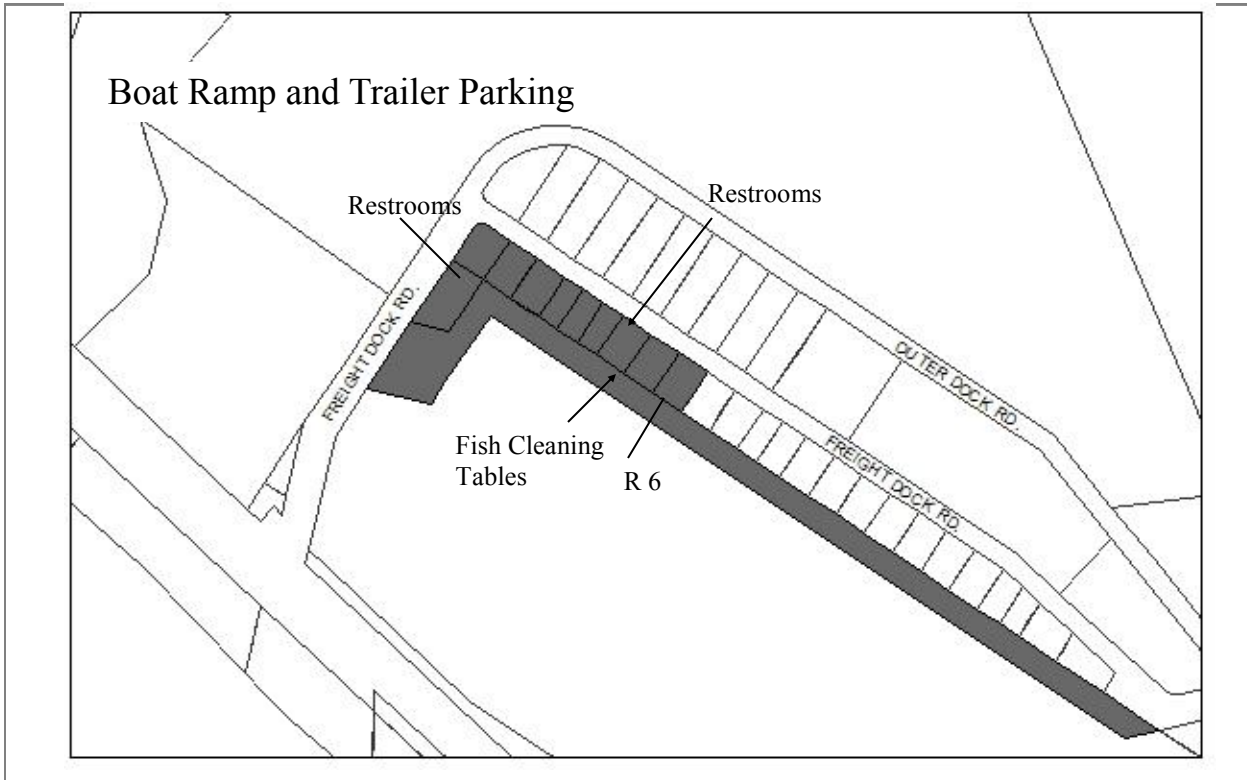 Boat Ramp and Trailer Parking
Restrooms
Restrooms
FREIGHT DOCK RD.
OUTER DOCK RD.
FREIGHT DOCK RD.
Fish Cleaning
Tables
R 6